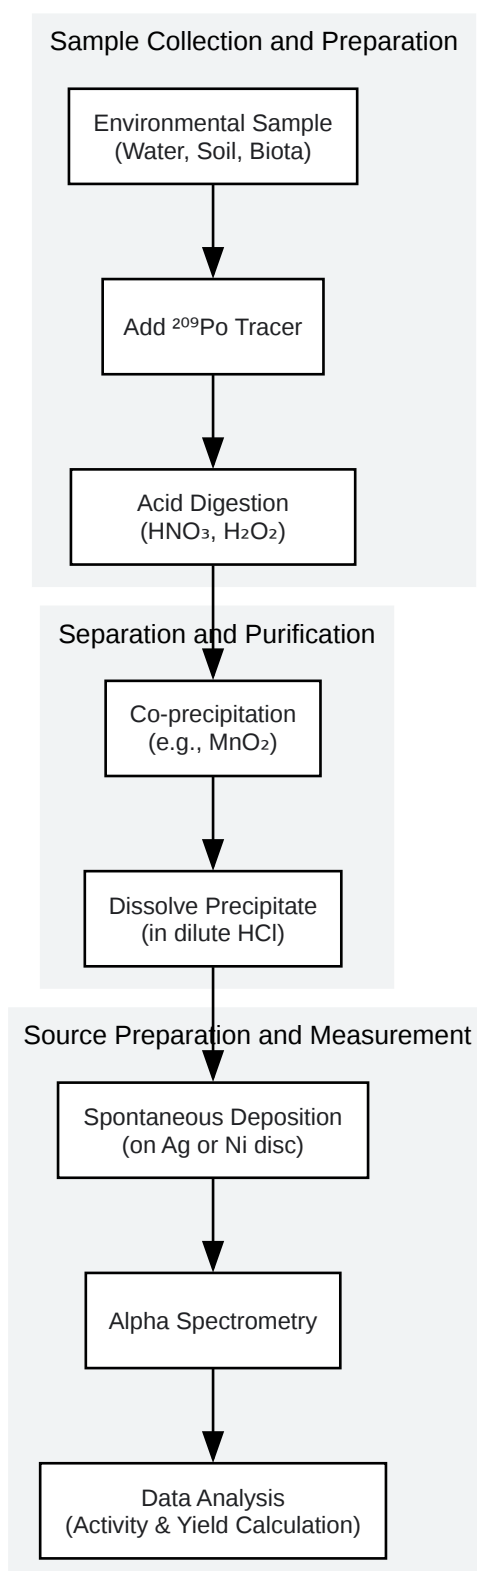 Sample Collection and Preparation
Environmental Sample
(Water, Soil, Biota)
Add ²⁰⁹Po Tracer
Acid Digestion
(HNO₃, H₂O₂)
Separation and Purification
Co-precipitation
(e.g., MnO₂)
Dissolve Precipitate
(in dilute HCl)
Source Preparation and Measurement
Spontaneous Deposition
(on Ag or Ni disc)
Alpha Spectrometry
Data Analysis
(Activity & Yield Calculation)